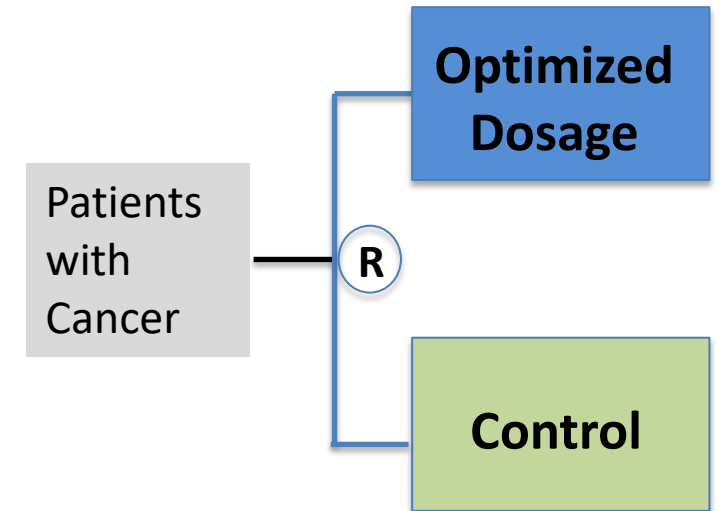 Optimized
Dosage
Patients
with
Cancer
R
Control